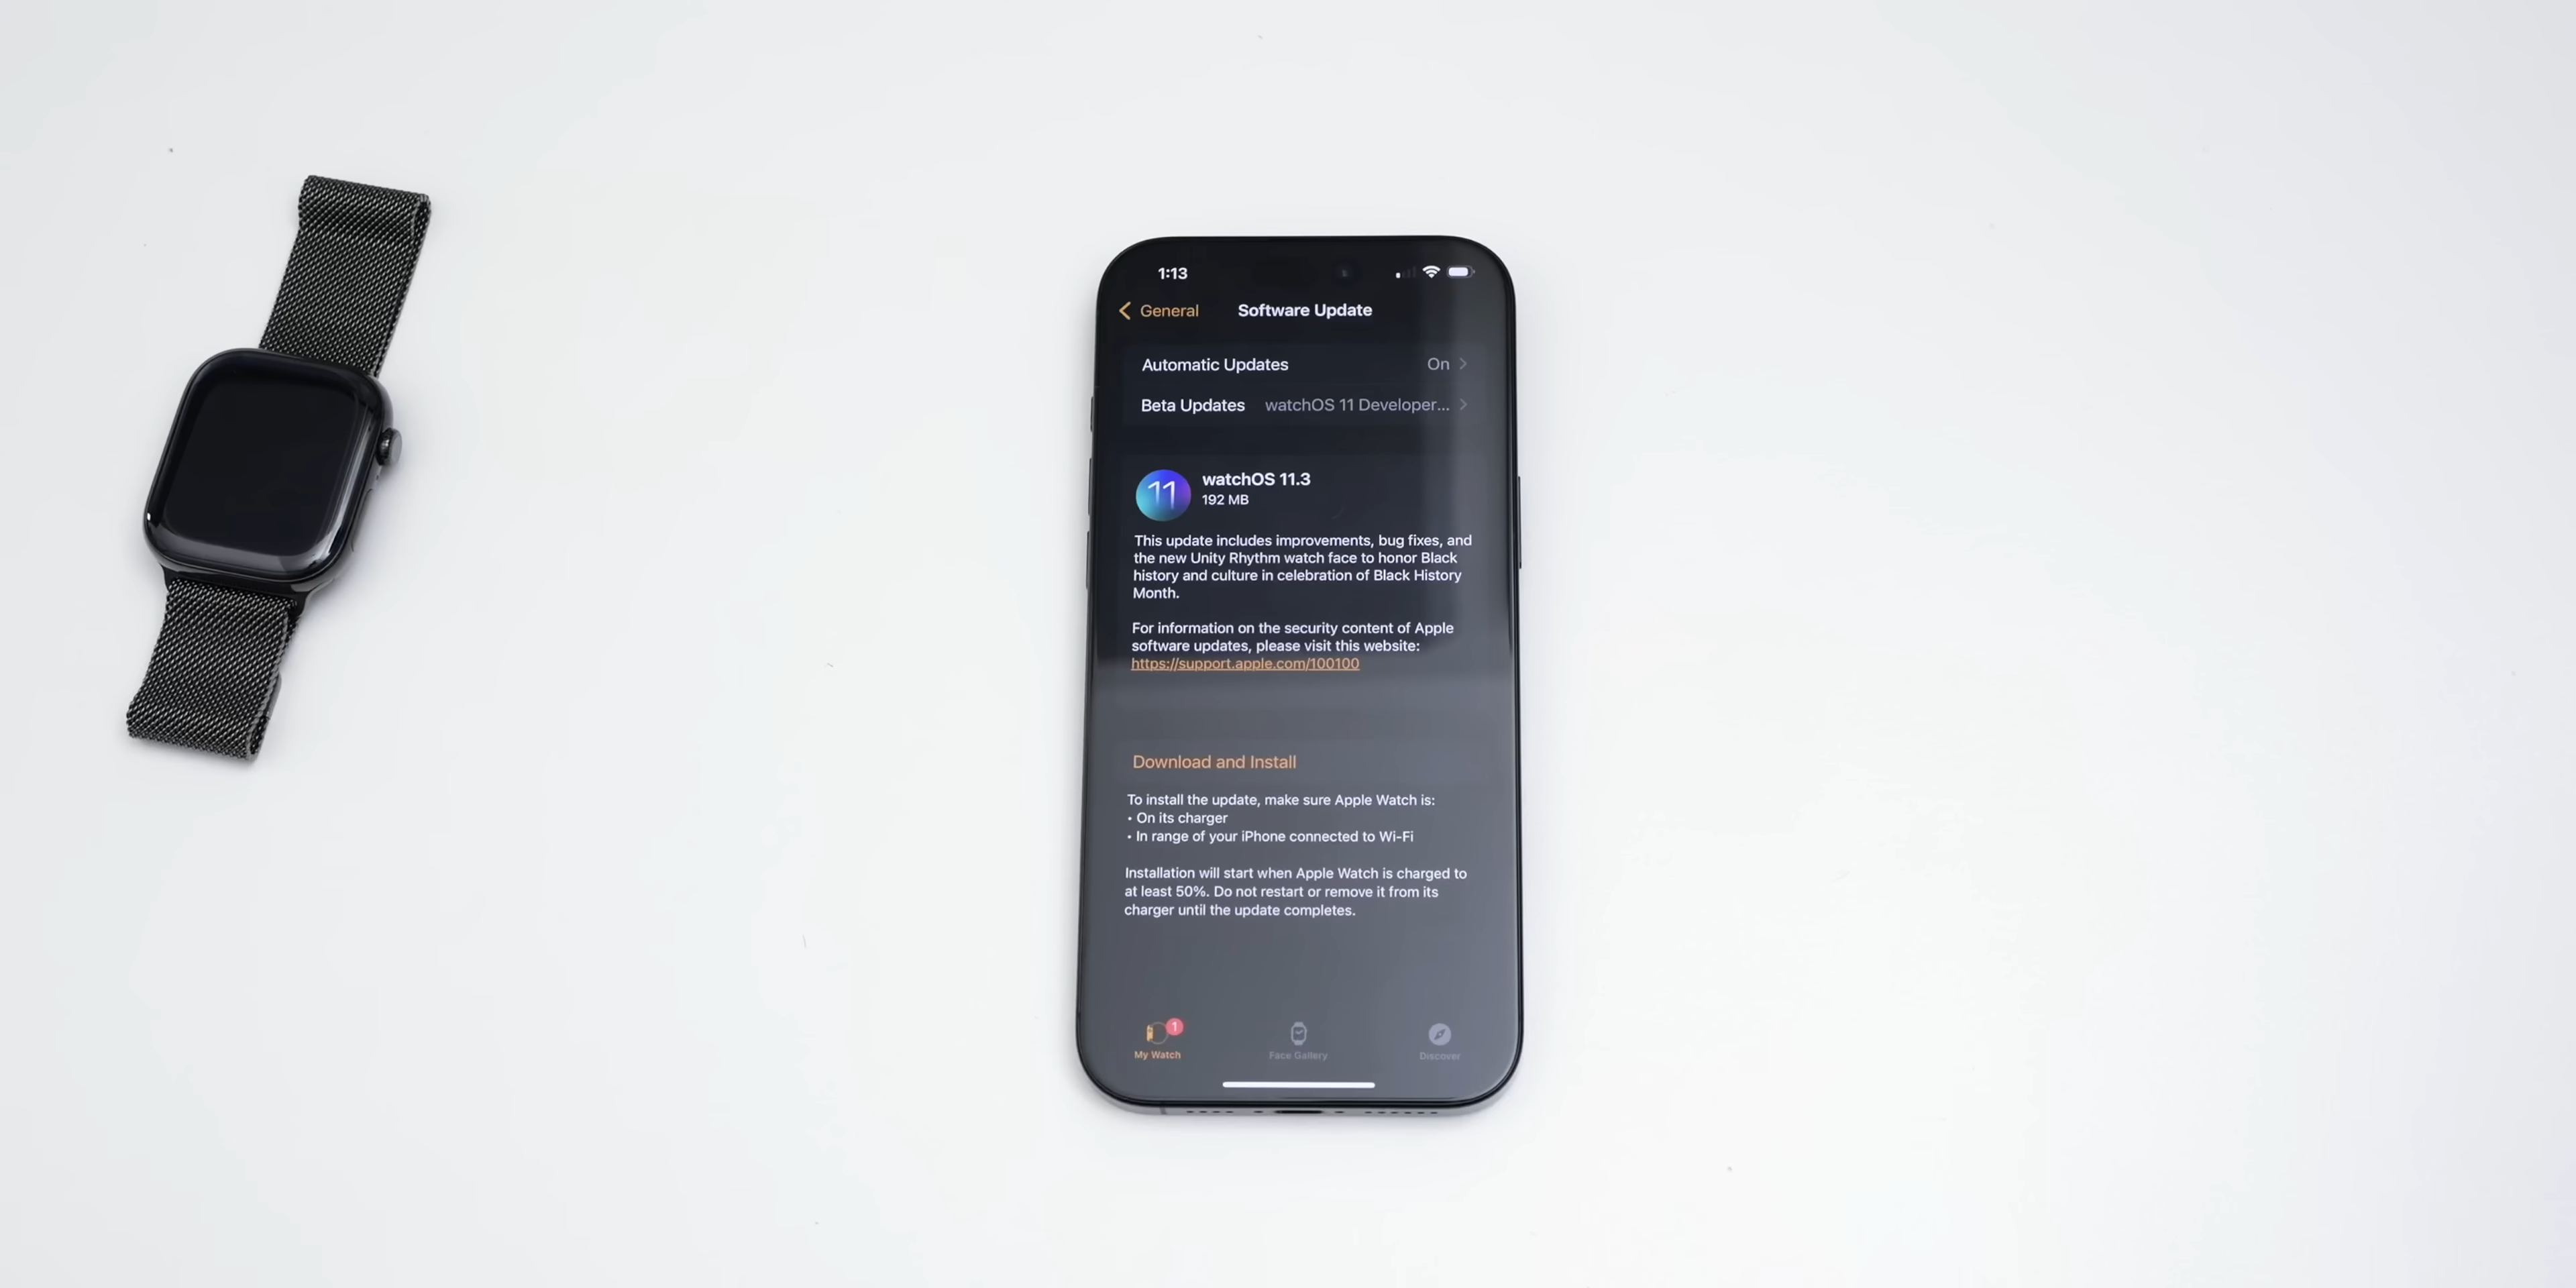 1:13
General
Software Update
Automatic Updates On
Beta Updates watchOS 11 Developer...
11
watchOS 11.3
192 MB
This update includes improvements, bug fixes, and
the new Unity Rhythm watch face to honor Black
history and culture in celebration of Black History
Month.
For information on the security content of Apple
software updates, please visit this website:
https://support.apple.com/100100
Download and Install
To install the update, make sure Apple Watch is:
• On its charger
• In range of your iPhone connected to Wi-Fi
Installation will start when Apple Watch is charged to
at least 50%. Do not restart or remove it from its
charger until the update completes.
1
My Watch Face Gallery Discover